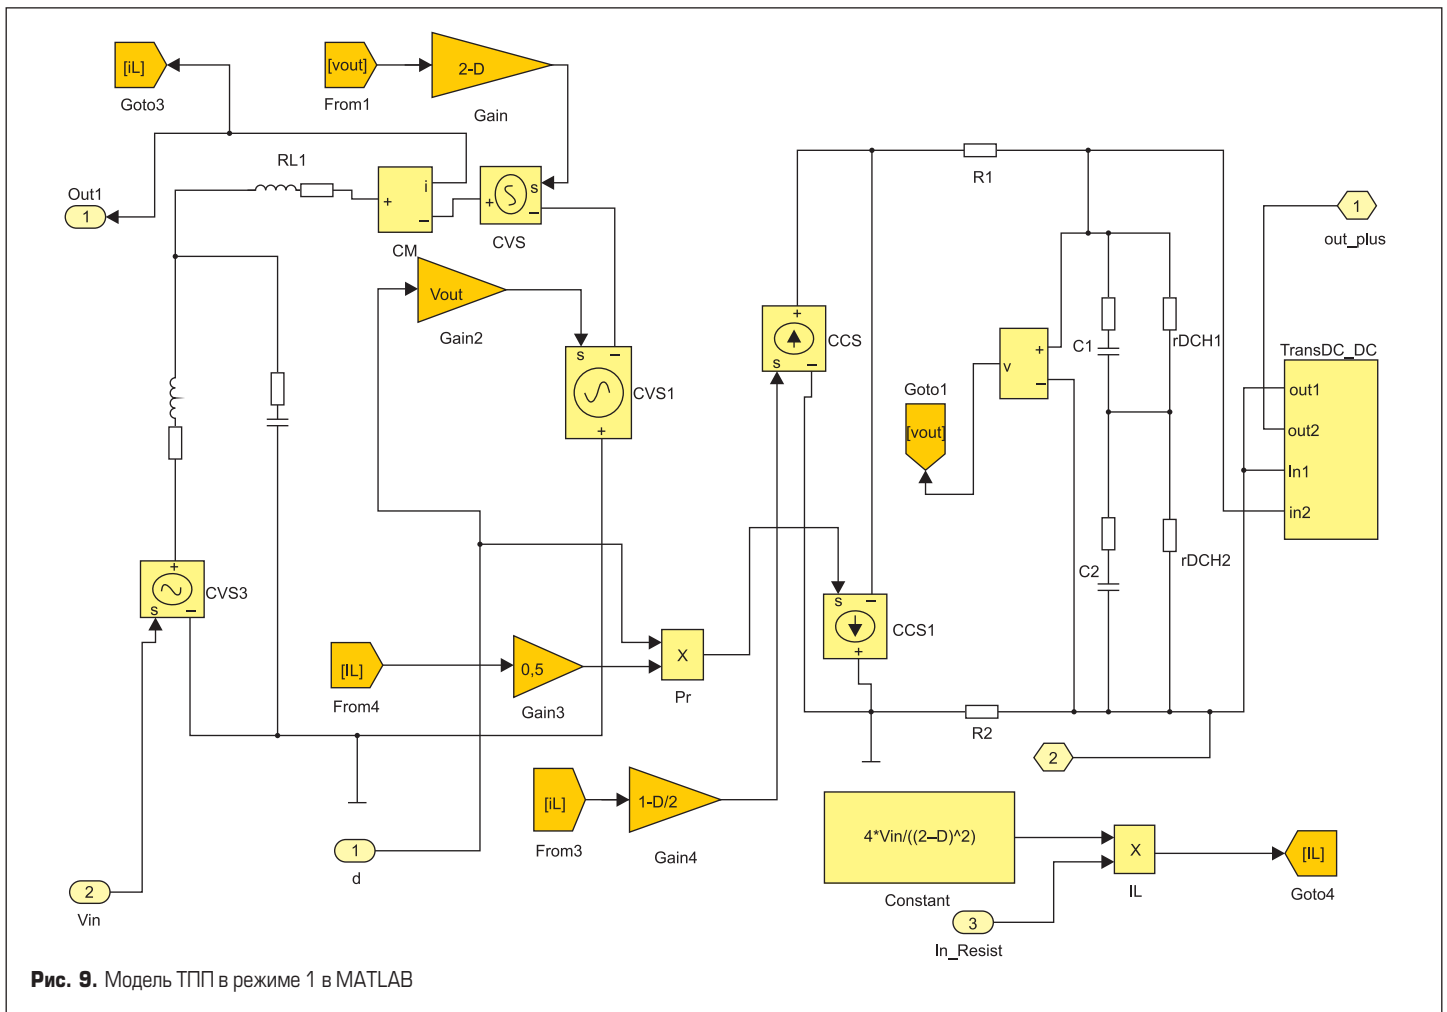 [iL]
Goto3
[vout]
From1
2-D
Gain
RL1
Out1
1
+
i
−
CM
+
s
−
CVS
Vout
Gain2
s
−
+
CVS1
+
s
−
CVS3
[IL]
From4
0,5
Gain3
X
Pr
[iL]
From3
1-D/2
Gain4
1
d
2
Vin
+
s
−
CCS
s
−
+
CCS1
R1
R2
Goto1
[vout]
v
+
−
C1
rDCH1
C2
rDCH2
1
out_plus
TransDC_DC
out1
out2
In1
in2
2
4*Vin/((2–D)^2)
Constant
3
In_Resist
X
IL
[IL]
Goto4
Рис. 9. Модель ТПП в режиме 1 в MATLAB